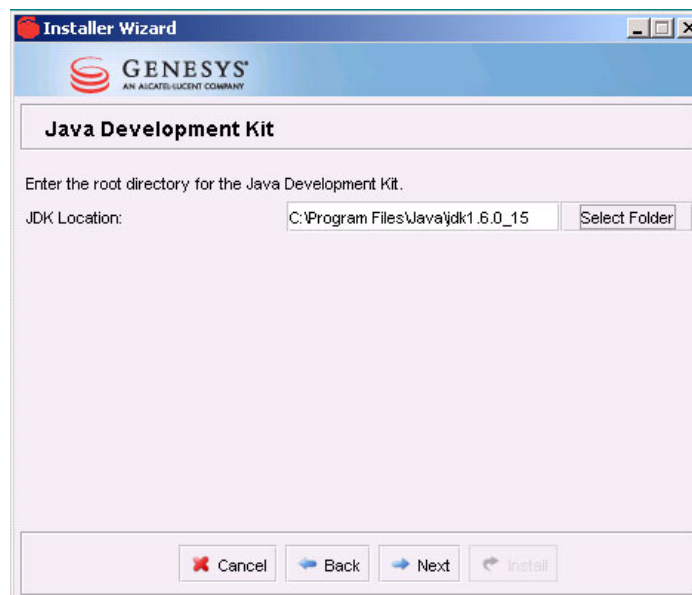 Installer Wizard
GENESYS
AN ALCATEL-LUCENT COMPANY
Java Development Kit
Enter the root directory for the Java Development Kit.
JDK Location: C:\Program Files\Java\jdk1.6.0_15 Select Folder
Cancel Back Next Install